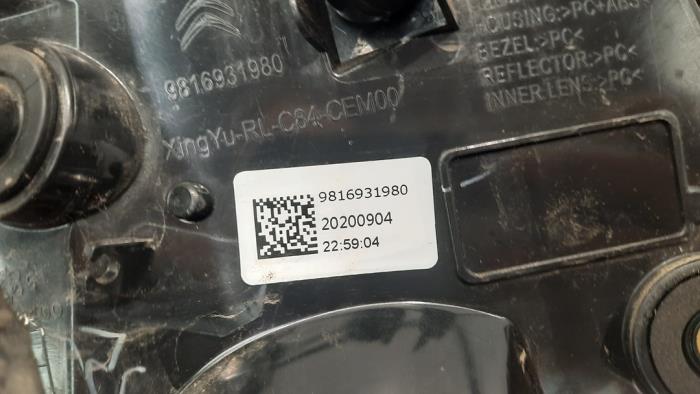 HOUSING:>PC+ABS<
BEZEL:>PC<
REFLECTOR:>PC<
INNER LENS:>PC<
9816931980
XingYu-RL-C84-CEM00
9816931980
20200904
22:59:04